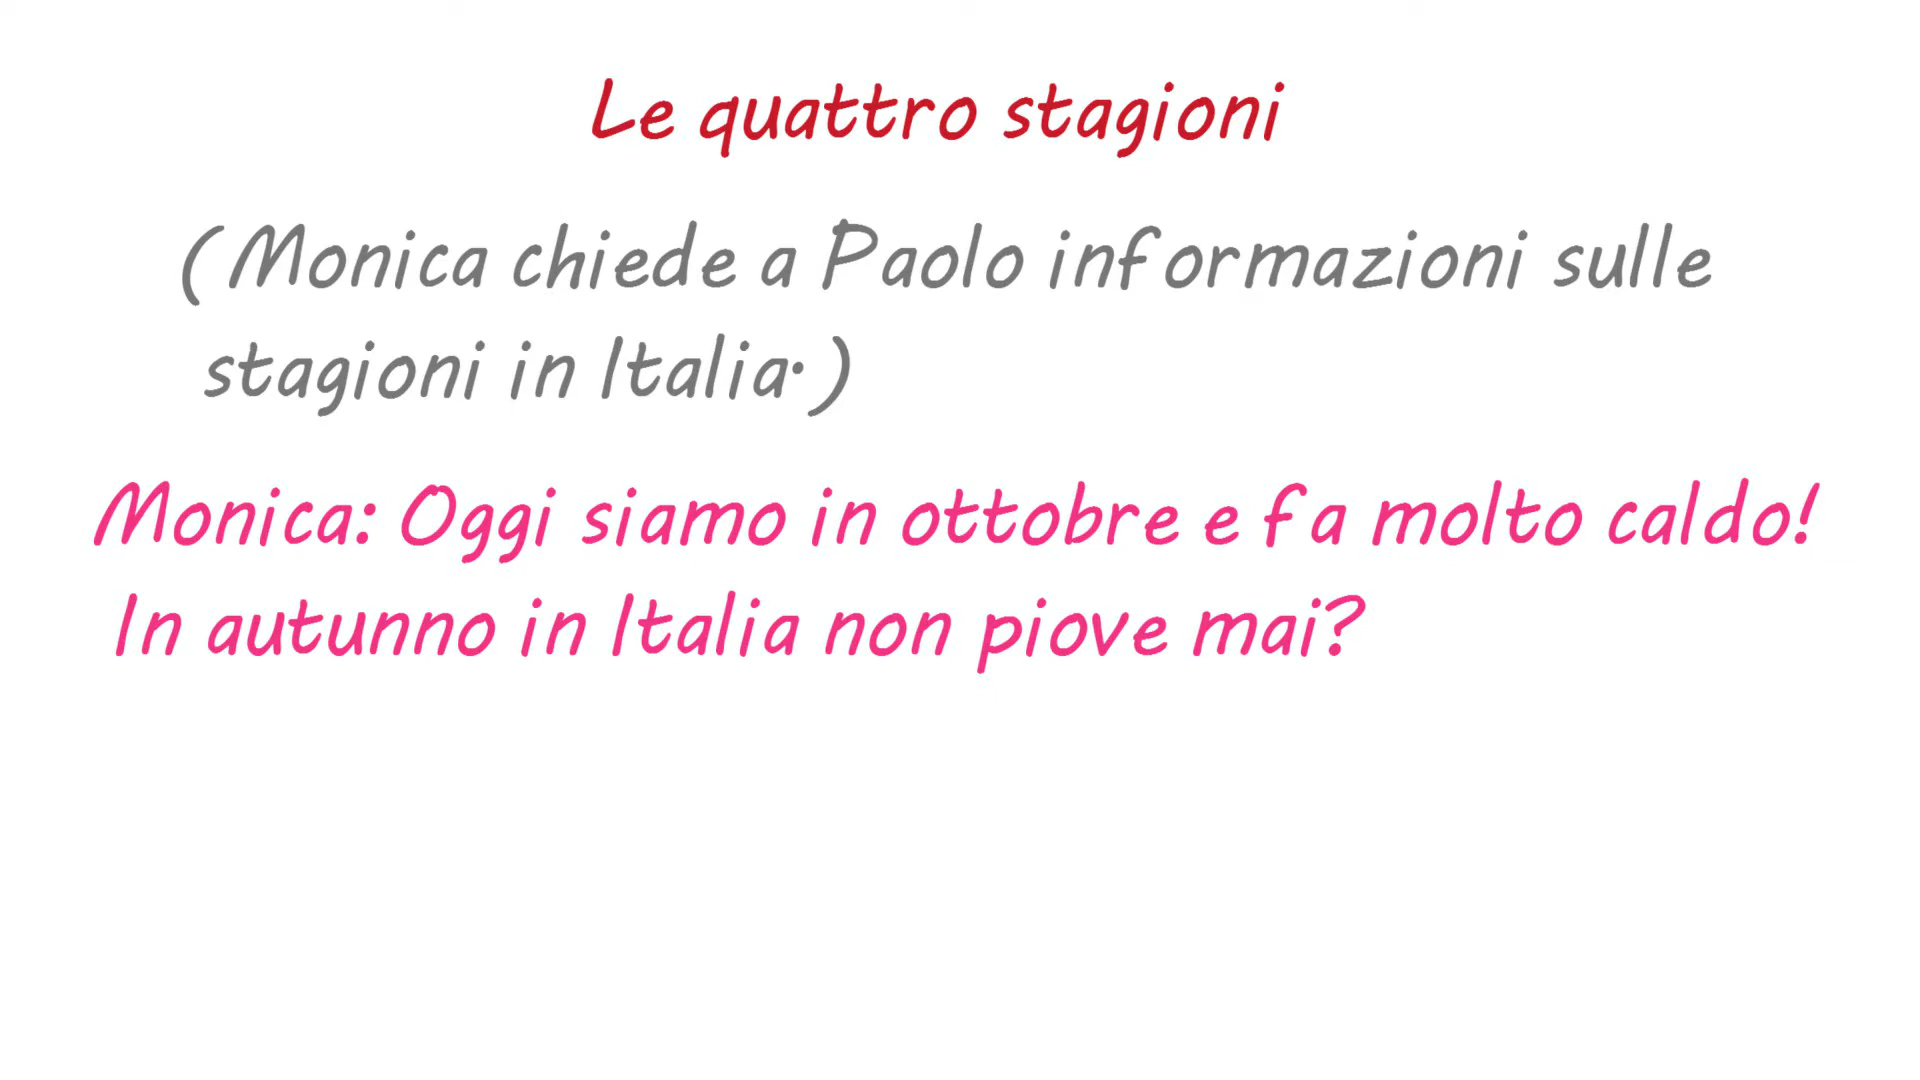 Le quattro stagioni
(Monica chiede a Paolo informazioni sulle
stagioni in Italia.)
Monica: Oggi siamo in ottobre e fa molto caldo!
In autunno in Italia non piove mai?